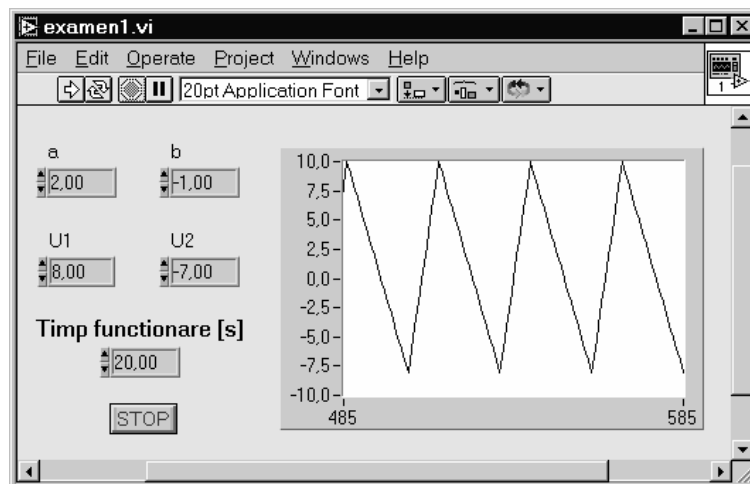 examen1.vi
File Edit Operate Project Windows Help
20pt Application Font
1
a b
2,00 -1,00
U1 U2
8,00 -7,00
Timp functionare [s]
20,00
STOP
10,0
7,5
5,0
2,5
0,0
-2,5
-5,0
-7,5
-10,0
485 585